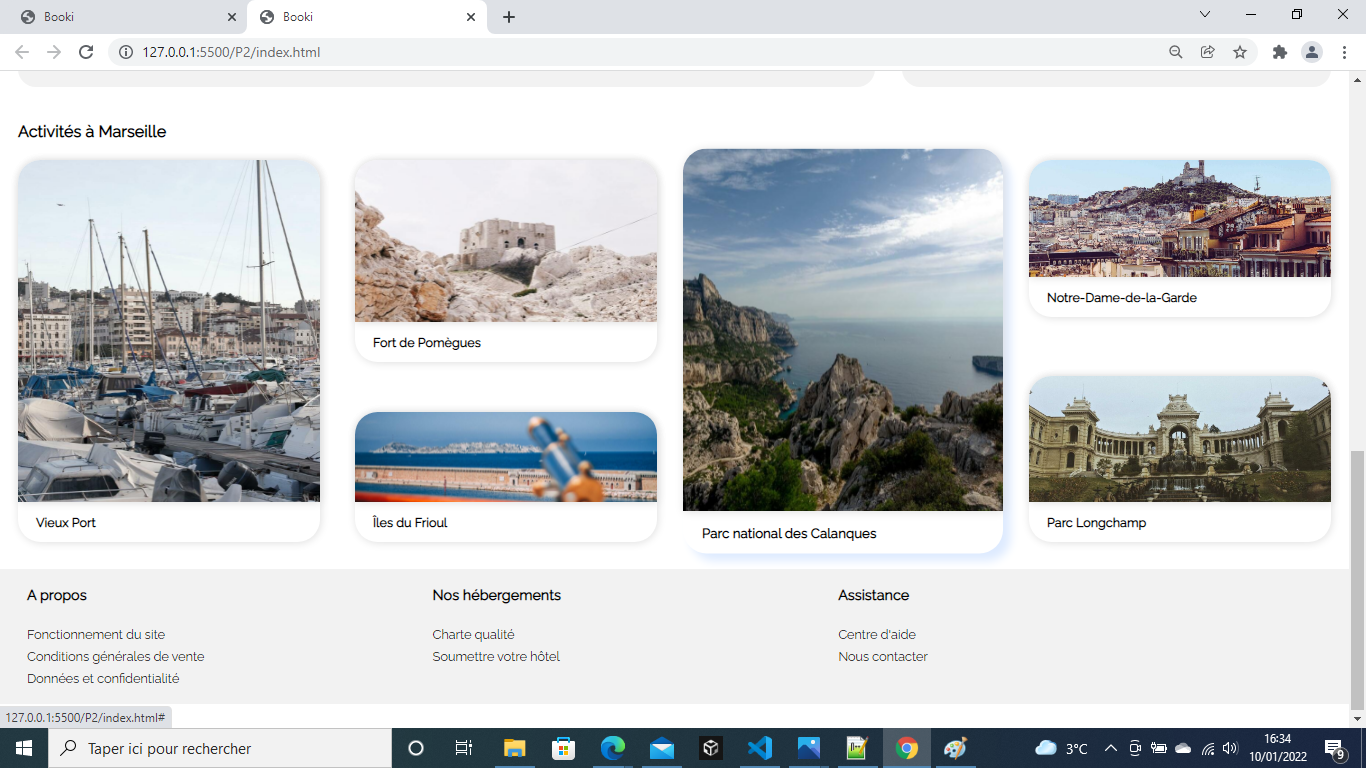 Booki
Booki
127.0.0.1:5500/P2/index.html
Activités à Marseille
Vieux Port
Fort de Pomègues
Îles du Frioul
Parc national des Calanques
Notre-Dame-de-la-Garde
Parc Longchamp
A propos
Fonctionnement du site
Conditions générales de vente
Données et confidentialité
Nos hébergements
Charte qualité
Soumettre votre hôtel
Assistance
Centre d'aide
Nous contacter
127.0.0.1:5500/P2/index.html#
Taper ici pour rechercher
3°C
16:34
10/01/2022
9